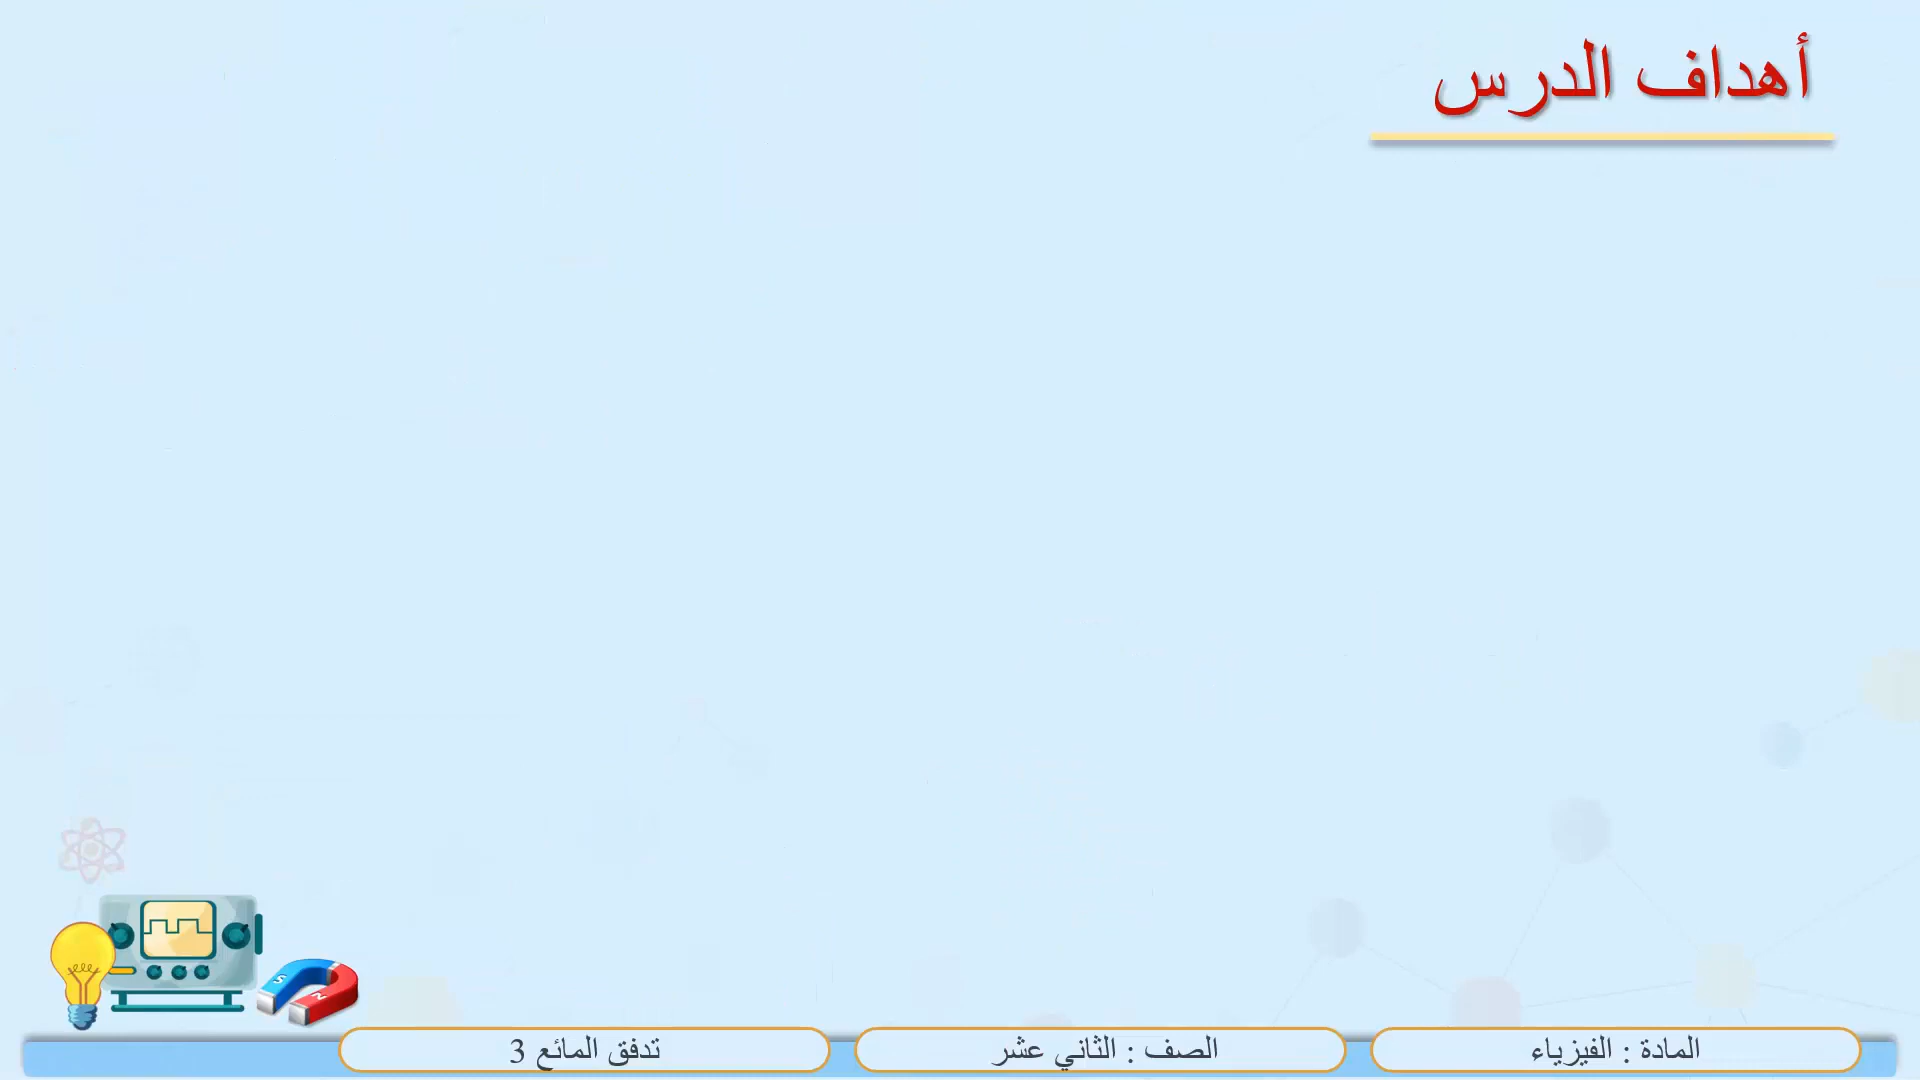 أهداف الدرس
المادة : الفيزياء
الصف : الثاني عشر
تدفق المائع 3
S
N